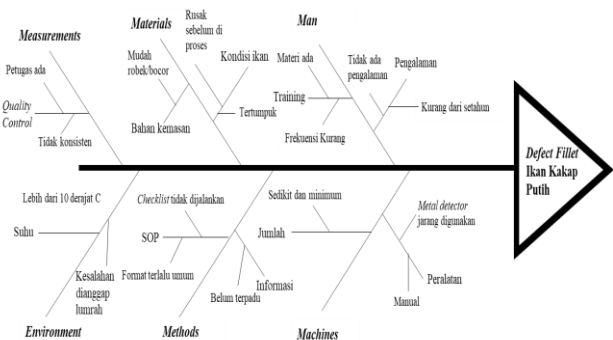 Measurements
Petugas ada
Quality
Control
Tidak konsisten
Materials
Mudah
robek/bocor
Bahan kemasan
Rusak
sebelum di
proses
Kondisi ikan
Tertumpuk
Man
Materi ada
Training
Frekuensi Kurang
Tidak ada
pengalaman
Pengalaman
Kurang dari setahun
Defect Fillet
Ikan Kakap
Putih
Lebih dari 10 derajat C
Suhu
Kesalahan
dianggap
lumrah
Environment
Checklist tidak dijalankan
SOP
Format terlalu umum
Belum terpadu
Informasi
Methods
Sedikit dan minimum
Jumlah
Metal detector
jarang digunakan
Peralatan
Manual
Machines